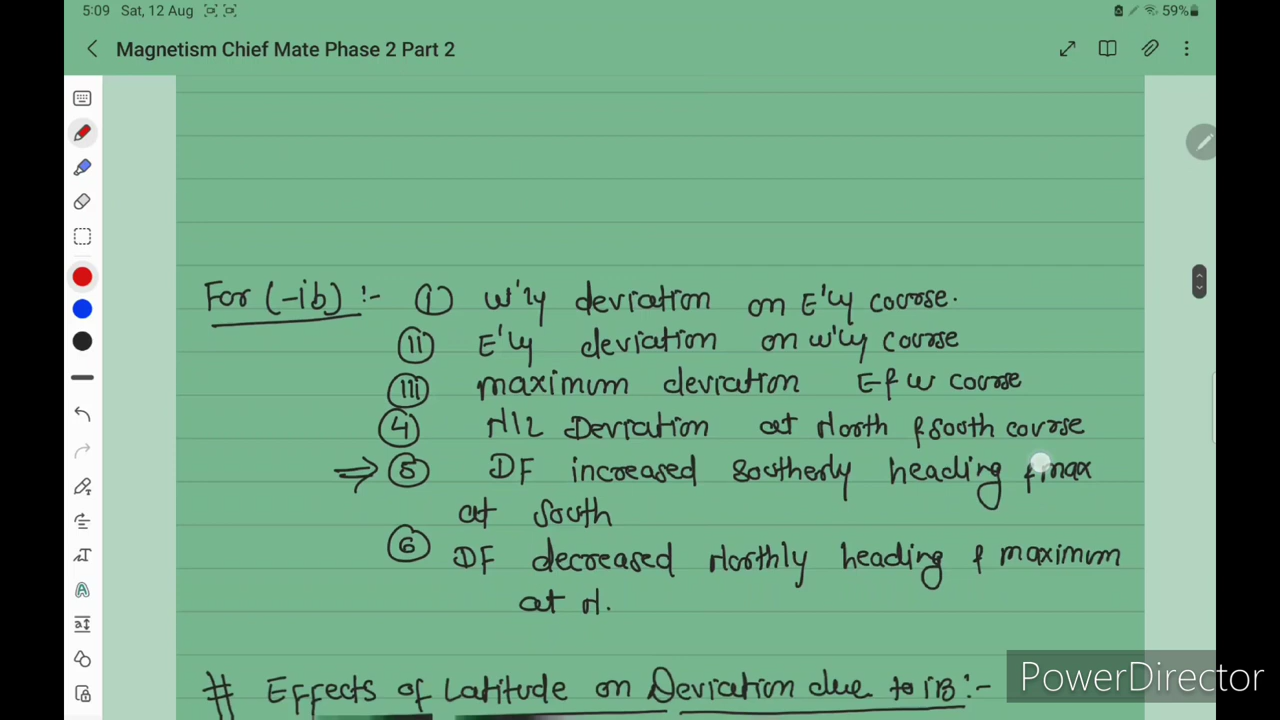 5:09 Sat, 12 Aug 59%
Magnetism Chief Mate Phase 2 Part 2
For (-ib) :- (i) W'ly deviation on E'ly course.
(ii) E'ly deviation on w'ly course
(iii) maximum deviation E & W course
(4) Nil Deviation at North & south course
⇒ (5) DF increased southerly heading & max
at south
(6) DF decreased Northly heading & maximum
at N.
# Effects of Latitude on Deviation due to iB :-
PowerDirector